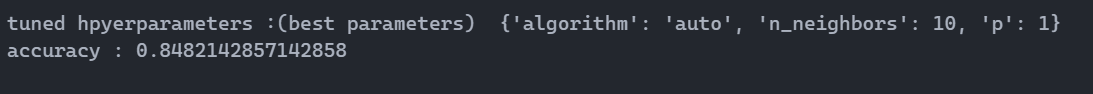 tuned hpyerparameters :(best parameters)  {'algorithm': 'auto', 'n_neighbors': 10, 'p': 1}
accuracy : 0.8482142857142858